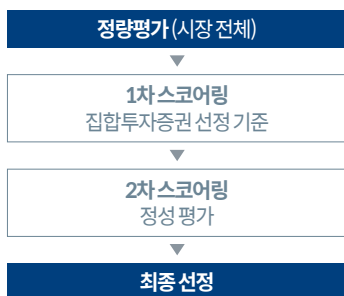 정량평가 (시장 전체)
1차 스코어링
집합투자증권 선정 기준
2차 스코어링
정성 평가
최종 선정